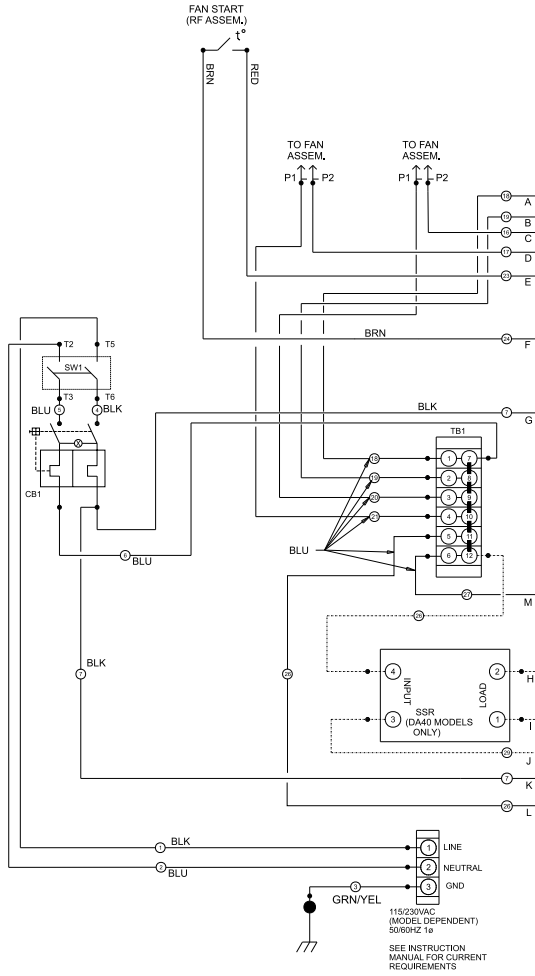 FAN START
(RF ASSEM.)
t°
BRN
RED
TO FAN
ASSEM.
P1
P2
TO FAN
ASSEM.
P1
P2
18
A
19
B
16
C
17
D
23
E
BRN
24
F
T2
T5
SW1
T3
T6
BLU
5
4
BLK
X
CB1
BLK
7
G
TB1
18
1
7
19
2
8
20
3
9
21
4
10
5
11
6
12
BLU
6
BLU
27
M
26
BLK
7
28
4
INPUT
3
SSR
(DA40 MODELS
ONLY)
LOAD
2
1
H
I
29
J
7
K
26
L
1
BLK
2
BLU
3
GRN/YEL
1
LINE
2
NEUTRAL
3
GND
115/230VAC
(MODEL DEPENDENT)
50/60HZ 1ø
SEE INSTRUCTION
MANUAL FOR CURRENT
REQUIREMENTS